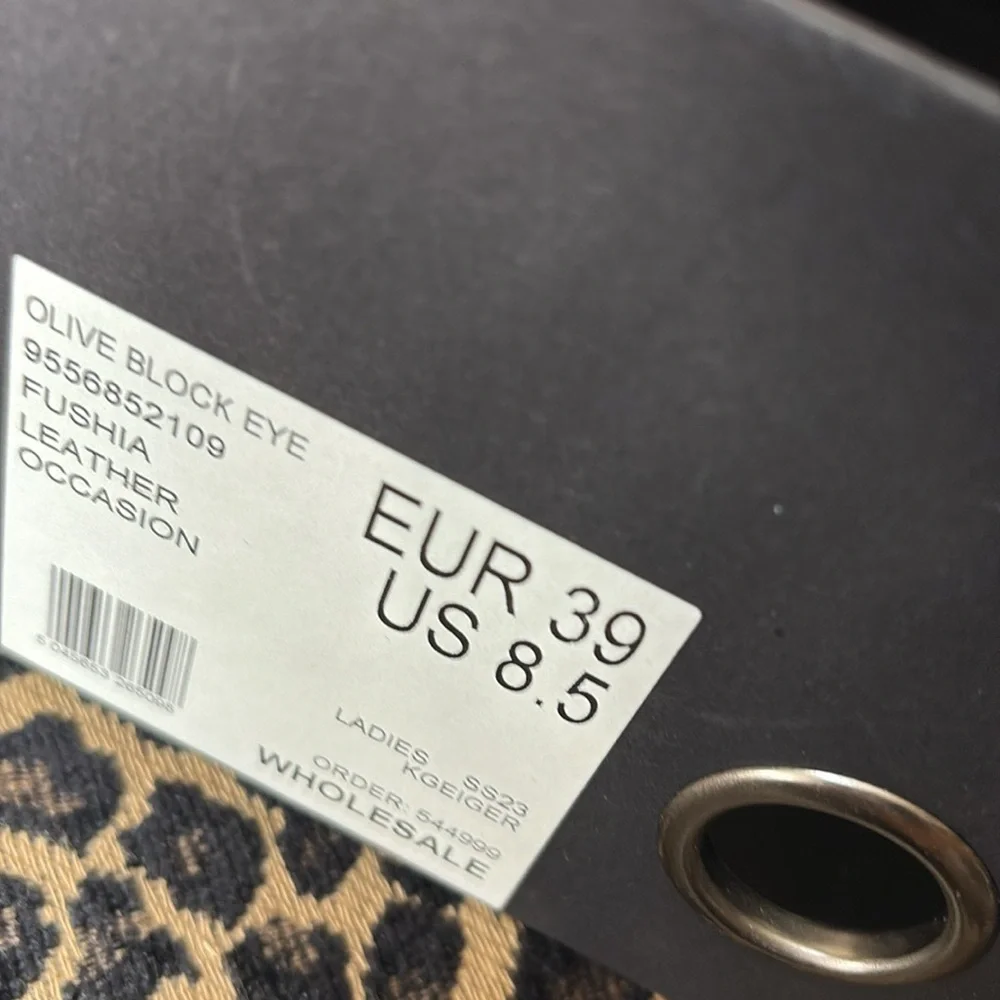 OLIVE BLOCK EYE
9556852109
FUSHIA
LEATHER
OCCASION
EUR 39
US 8.5
LADIES SS23
KGEIGER
ORDER: 544999
WHOLESALE